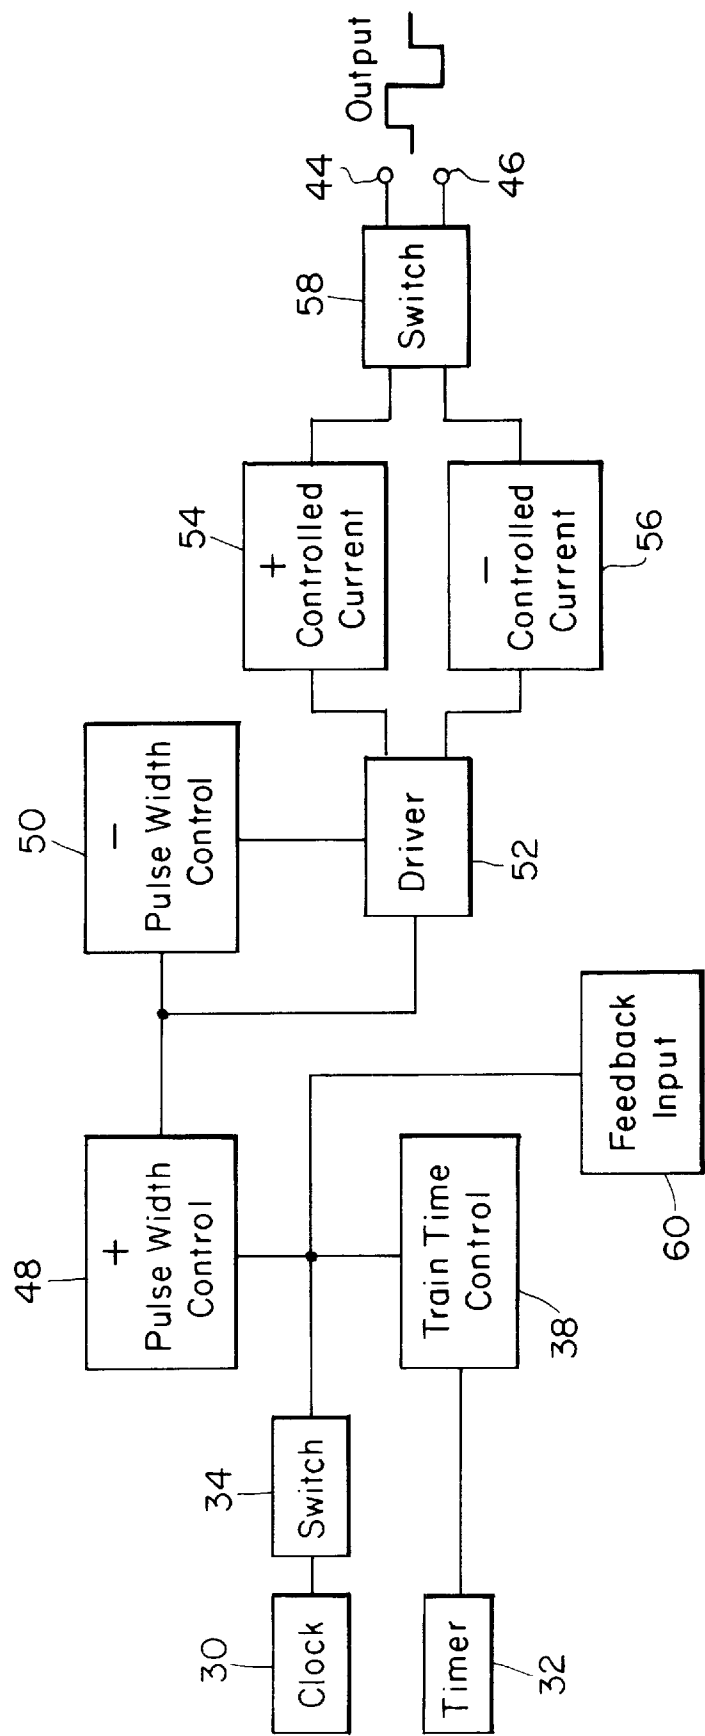 30
Clock
34
Switch
Timer
32
48
+
Pulse Width
Control
Train Time
Control
38
Feedback
Input
60
50
−
Pulse Width
Control
Driver
52
54
+
Controlled
Current
−
Controlled
Current
56
58
Switch
44
46
Output